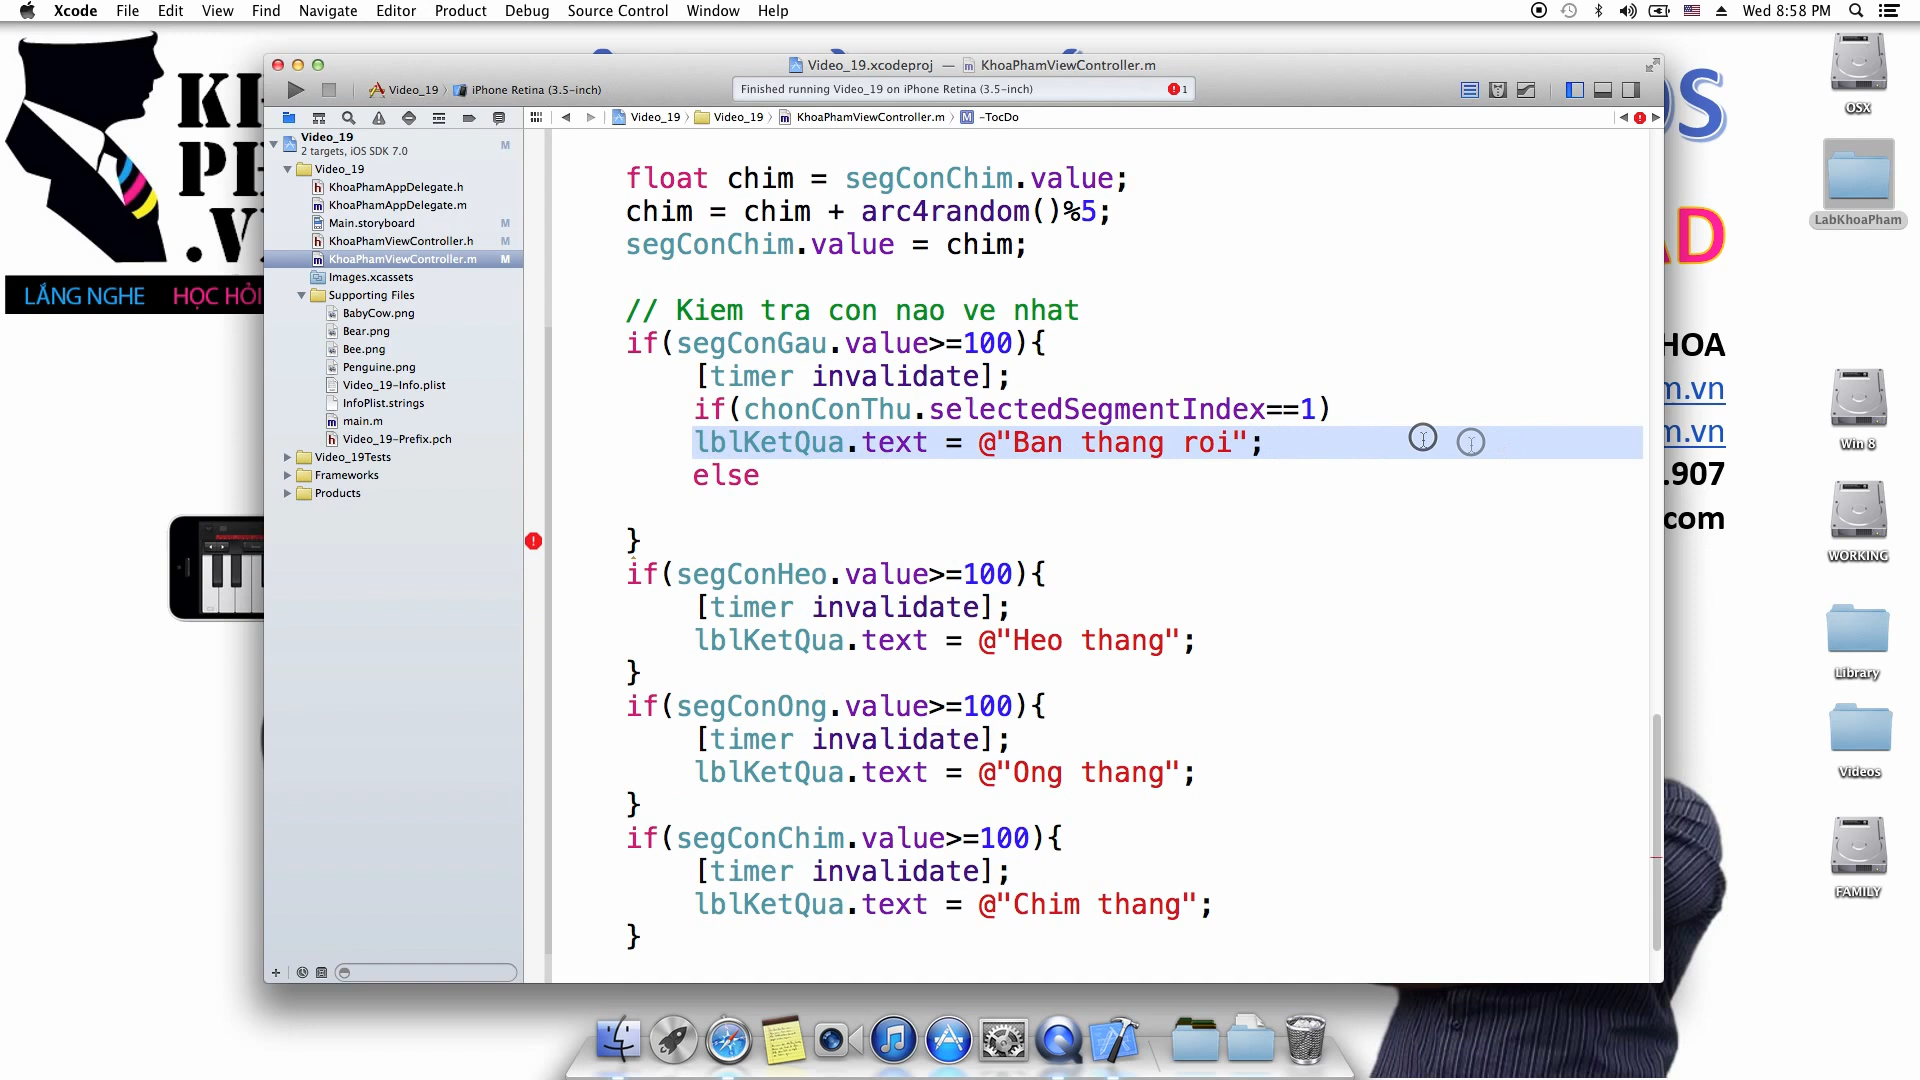 Xcode File Edit View Find Navigate Editor Product Debug Source Control Window Help Wed 8:58 PM
Video_19.xcodeproj — KhoaPhamViewController.m
Video_19 iPhone Retina (3.5-inch)
Finished running Video_19 on iPhone Retina (3.5-inch) 1
Video_19 Video_19 KhoaPhamViewController.m -TocDo
Video_19 M
2 targets, iOS SDK 7.0
Video_19
KhoaPhamAppDelegate.h
KhoaPhamAppDelegate.m
Main.storyboard M
KhoaPhamViewController.h M
KhoaPhamViewController.m M
Images.xcassets
Supporting Files
BabyCow.png
Bear.png
Bee.png
Penguine.png
Video_19-Info.plist
InfoPlist.strings
main.m
Video_19-Prefix.pch
Video_19Tests
Frameworks
Products
float chim = segConChim.value;
chim = chim + arc4random()%5;
segConChim.value = chim;
// Kiem tra con nao ve nhat
if(segConGau.value>=100){
[timer invalidate];
if(chonConThu.selectedSegmentIndex==1)
lblKetQua.text = @"Ban thang roi";
else
}
if(segConHeo.value>=100){
[timer invalidate];
lblKetQua.text = @"Heo thang";
}
if(segConOng.value>=100){
[timer invalidate];
lblKetQua.text = @"Ong thang";
}
if(segConChim.value>=100){
[timer invalidate];
lblKetQua.text = @"Chim thang";
}
LẮNG NGHE HỌC HỎI
.907
OSX
LabKhoaPham
Win 8
WORKING
Library
Videos
FAMILY